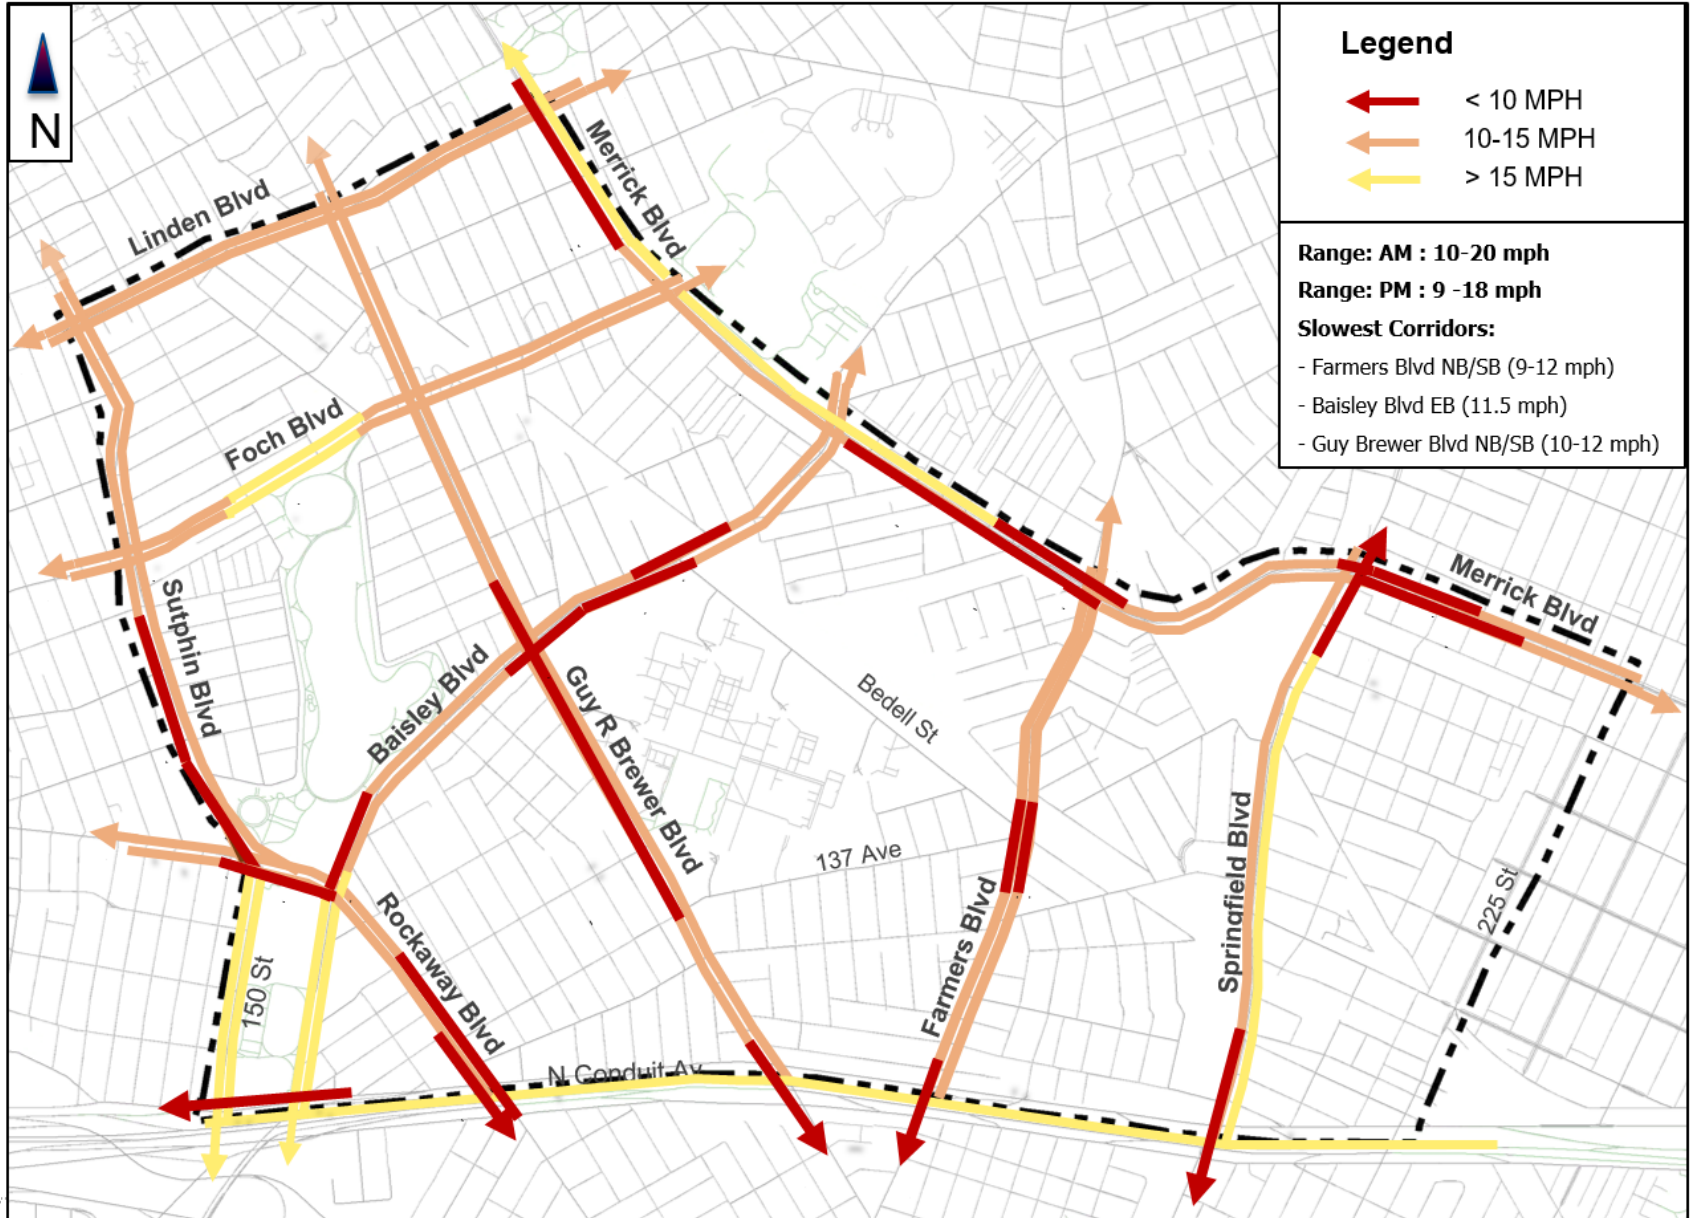 N
Legend
< 10 MPH
10-15 MPH
> 15 MPH
Range: AM : 10-20 mph
Range: PM : 9 -18 mph
Slowest Corridors:
- Farmers Blvd NB/SB (9-12 mph)
- Baisley Blvd EB (11.5 mph)
- Guy Brewer Blvd NB/SB (10-12 mph)
Linden Blvd
Merrick Blvd
Foch Blvd
Sutphin Blvd
Baisley Blvd
Guy R Brewer Blvd
Bedell St
Merrick Blvd
137 Ave
Rockaway Blvd
150 St
Farmers Blvd
Springfield Blvd
225 St
N Conduit Av